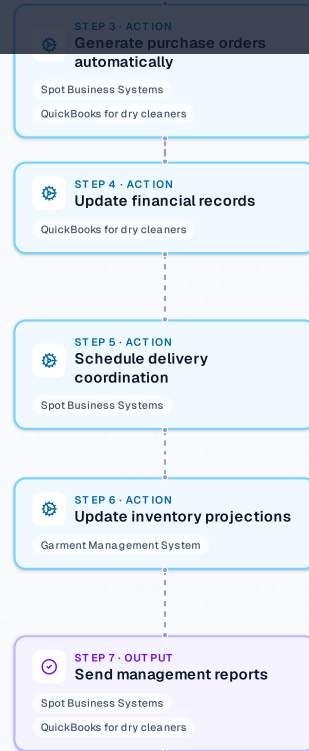 STEP 3 · ACTION
Generate purchase orders
automatically
Spot Business Systems
QuickBooks for dry cleaners
STEP 4 · ACTION
Update financial records
QuickBooks for dry cleaners
STEP 5 · ACTION
Schedule delivery
coordination
Spot Business Systems
STEP 6 · ACTION
Update inventory projections
Garment Management System
STEP 7 · OUTPUT
Send management reports
Spot Business Systems
QuickBooks for dry cleaners